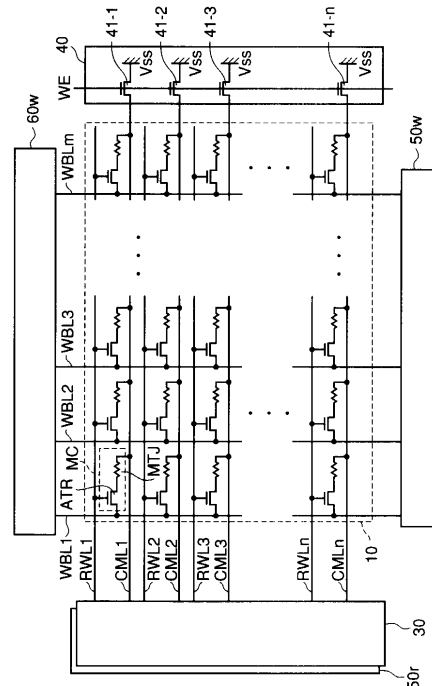 60w
40
41-1
41-2
41-3
41-n
WE
Vss
Vss
Vss
Vss
WBLm
WBL3
WBL2
MC
ATR
WBL1
MTJ
RWL1
CML1
RWL2
CML2
RWL3
CML3
RWLn
CMLn
10
30
50r
50w